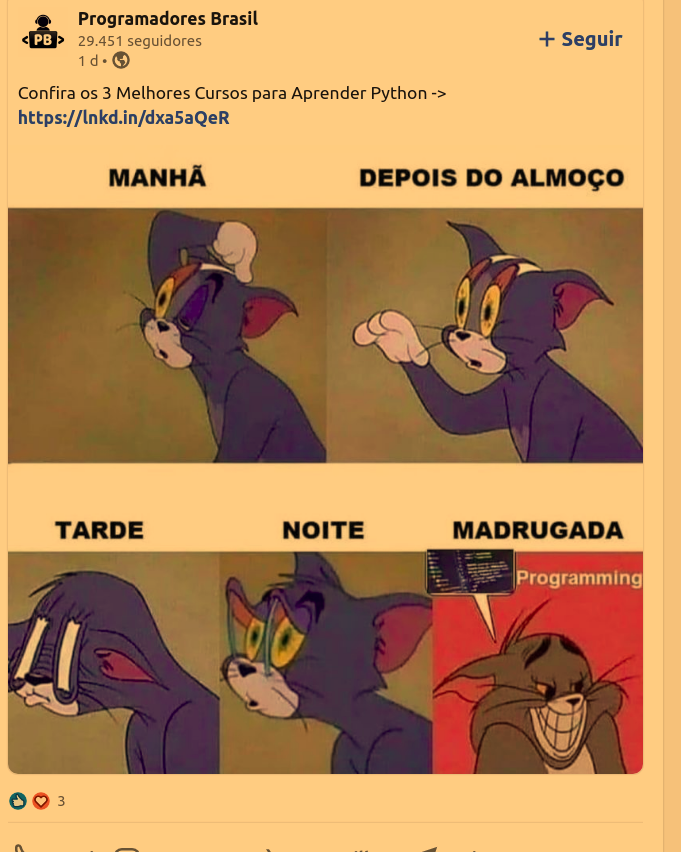 Programadores Brasil
PB
29.451 seguidores
1 d •
+ Seguir
Confira os 3 Melhores Cursos para Aprender Python ->
https://lnkd.in/dxa5aQeR
MANHÃ
DEPOIS DO ALMOÇO
TARDE
NOITE
MADRUGADA
Programming
3